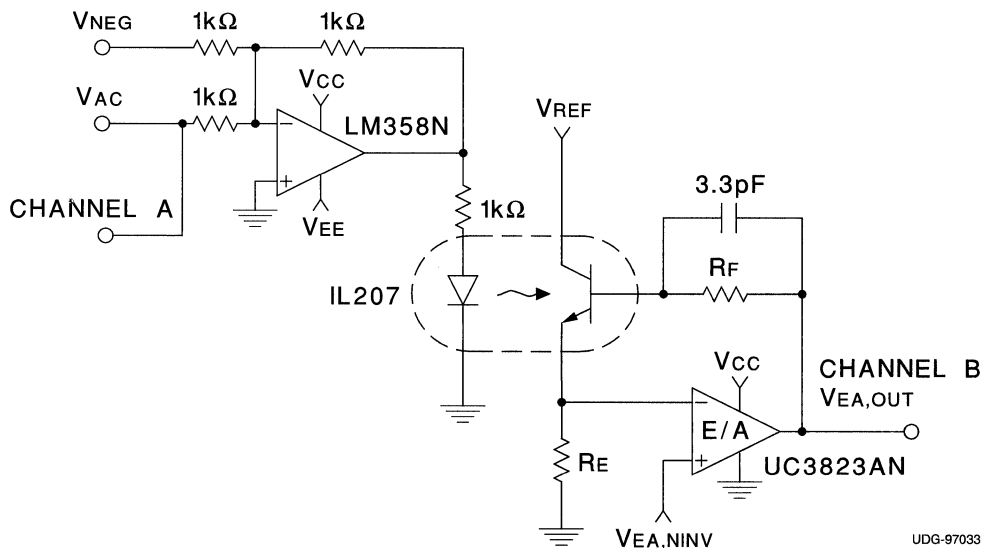 VNEG 1kΩ 1kΩ
VAC 1kΩ VCC VREF
LM358N
−
+
CHANNEL A
VEE 1kΩ
3.3pF
IL207
RF
VCC
CHANNEL B
VEA,OUT
−
E/A
+
UC3823AN
RE
VEA,NINV
UDG-97033